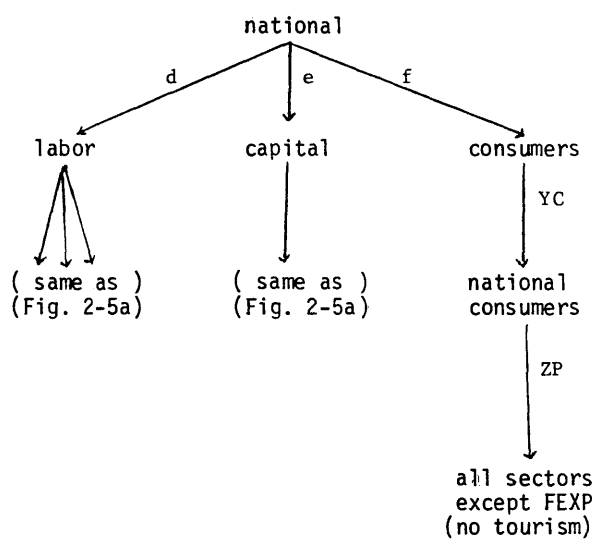 national
d e f
labor capital consumers
YC
( same as ) ( same as ) national
(Fig. 2-5a) (Fig. 2-5a) consumers
ZP
all sectors
except FEXP
(no tourism)